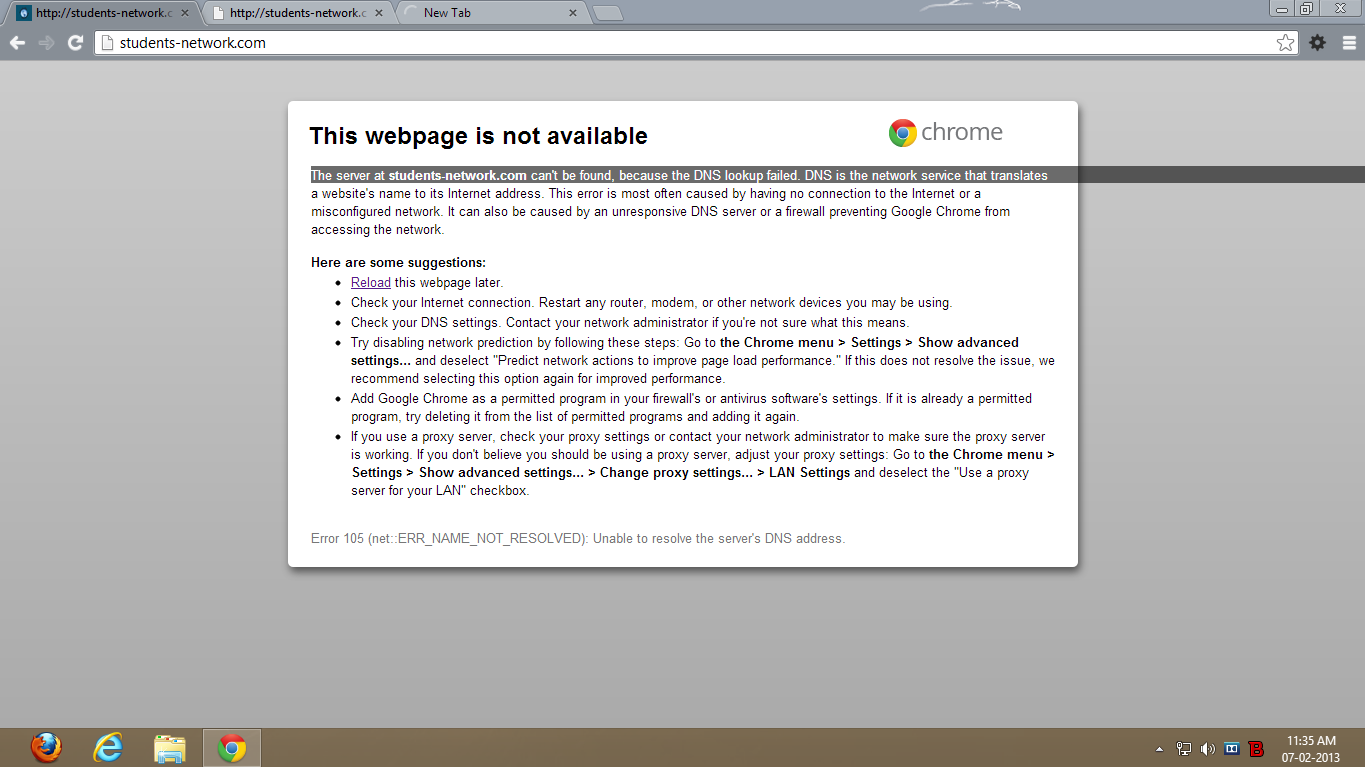 http://students-network.c
http://students-network.c
New Tab
students-network.com
This webpage is not available
chrome
The server at students-network.com can't be found, because the DNS lookup failed. DNS is the network service that translates
a website's name to its Internet address. This error is most often caused by having no connection to the Internet or a
misconfigured network. It can also be caused by an unresponsive DNS server or a firewall preventing Google Chrome from
accessing the network.
Here are some suggestions:
Reload this webpage later.
Check your Internet connection. Restart any router, modem, or other network devices you may be using.
Check your DNS settings. Contact your network administrator if you're not sure what this means.
Try disabling network prediction by following these steps: Go to the Chrome menu > Settings > Show advanced
settings... and deselect "Predict network actions to improve page load performance." If this does not resolve the issue, we
recommend selecting this option again for improved performance.
Add Google Chrome as a permitted program in your firewall's or antivirus software's settings. If it is already a permitted
program, try deleting it from the list of permitted programs and adding it again.
If you use a proxy server, check your proxy settings or contact your network administrator to make sure the proxy server
is working. If you don't believe you should be using a proxy server, adjust your proxy settings: Go to the Chrome menu >
Settings > Show advanced settings... > Change proxy settings... > LAN Settings and deselect the "Use a proxy
server for your LAN" checkbox.
Error 105 (net::ERR_NAME_NOT_RESOLVED): Unable to resolve the server's DNS address.
B
11:35 AM
07-02-2013